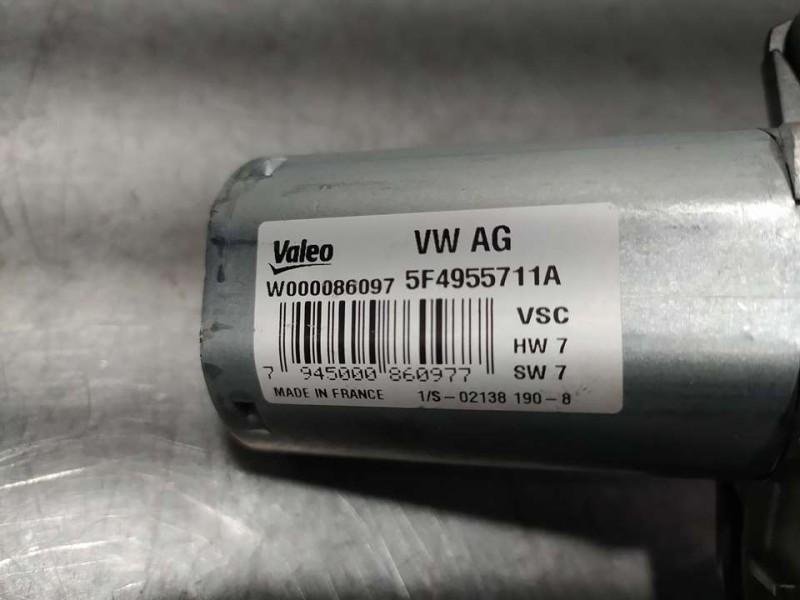 Valeo
VW AG
W000086097 5F4955711A
VSC
HW 7
7 945000 860977
SW 7
MADE IN FRANCE 1/S-02138 190-8